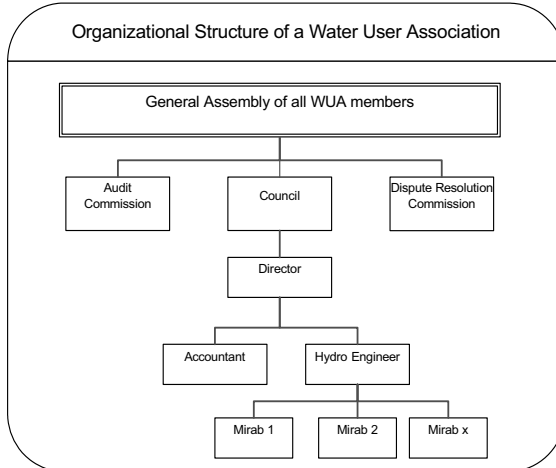 Organizational Structure of a Water User Association
General Assembly of all WUA members
Audit
Commission
Council
Dispute Resolution
Commission
Director
Accountant
Hydro Engineer
Mirab 1
Mirab 2
Mirab x